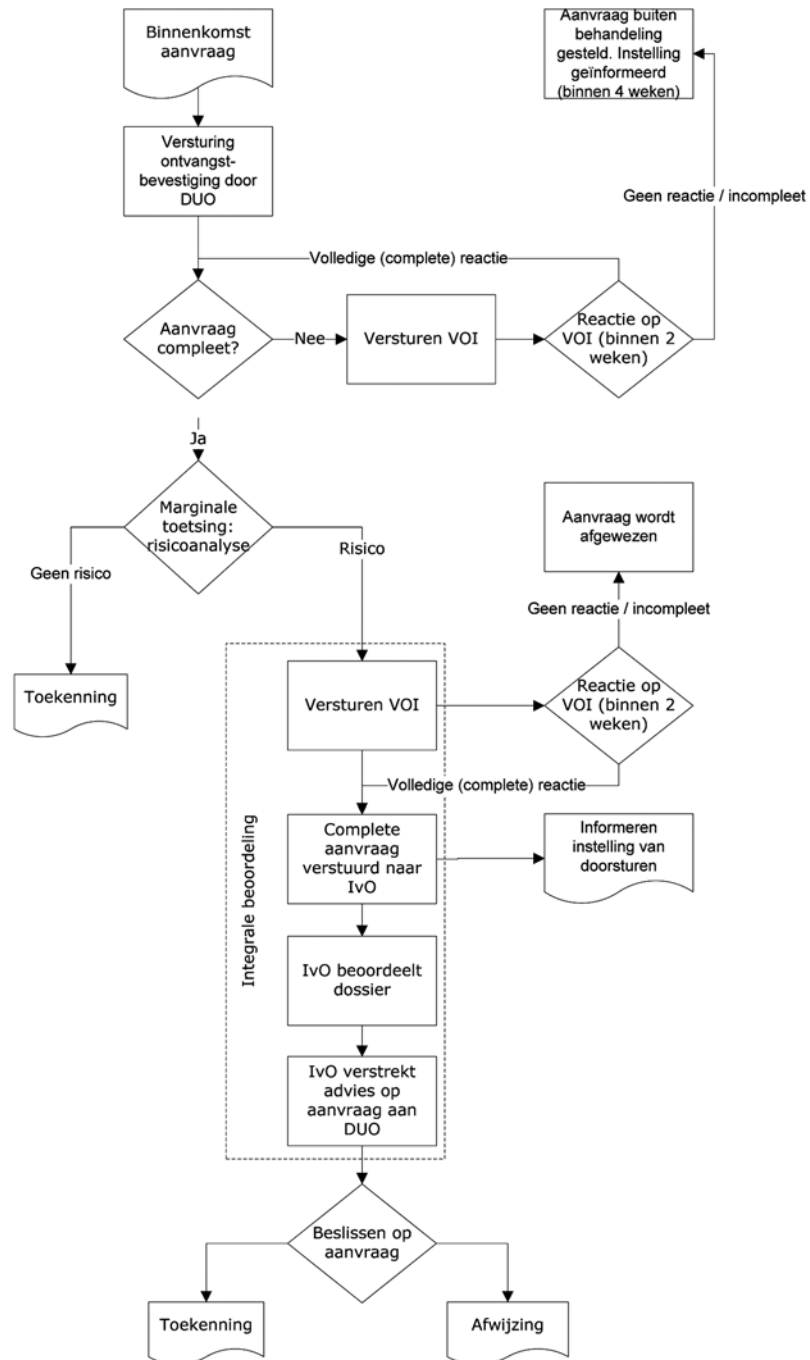 Binnenkomst
aanvraag
Aanvraag buiten
behandeling
gesteld. Instelling
geïnformeerd
(binnen 4 weken)
Versturing
ontvangst-
bevestiging door
DUO
Geen reactie / incompleet
Volledige (complete) reactie
Aanvraag
compleet?
Nee
Versturen VOI
Reactie op
VOI (binnen 2
weken)
Ja
Marginale
toetsing:
risicoanalyse
Geen risico
Risico
Aanvraag wordt
afgewezen
Geen reactie / incompleet
Toekenning
Versturen VOI
Reactie op
VOI (binnen 2
weken)
Volledige (complete) reactie
Integrale beoordeling
Complete
aanvraag
verstuurd naar
IvO
Informeren
instelling van
doorsturen
IvO beoordeelt
dossier
IvO verstrekt
advies op
aanvraag aan
DUO
Beslissen op
aanvraag
Toekenning
Afwijzing